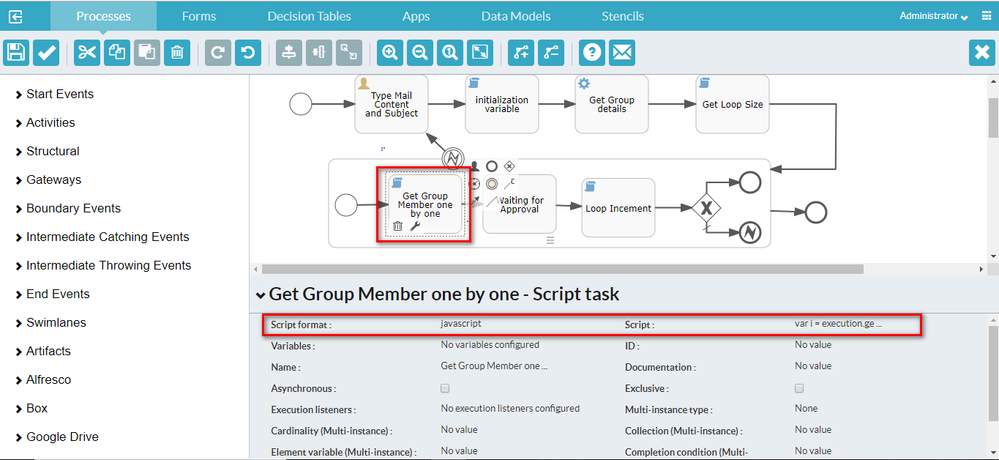 Processes
Forms
Decision Tables
Apps
Data Models
Stencils
Administrator
Start Events
Activities
Structural
Gateways
Boundary Events
Intermediate Catching Events
Intermediate Throwing Events
End Events
Swimlanes
Artifacts
Alfresco
Box
Google Drive
Type Mail
Content
and Subject
initialization
variable
Get Group
details
Get Loop Size
Get Group
Member one
by one
Waiting for
Approval
Loop Incement
X
Get Group Member one by one - Script task
Script format : javascript Script : var i = execution.ge ...
Variables : No variables configured ID : No value
Name : Get Group Member one ... Documentation : No value
Asynchronous : Exclusive :
Execution listeners : No execution listeners configured Multi-instance type : None
Cardinality (Multi-instance) : No value Collection (Multi-instance) : No value
Element variable (Multi-instance) : No value Completion condition (Multi- No value